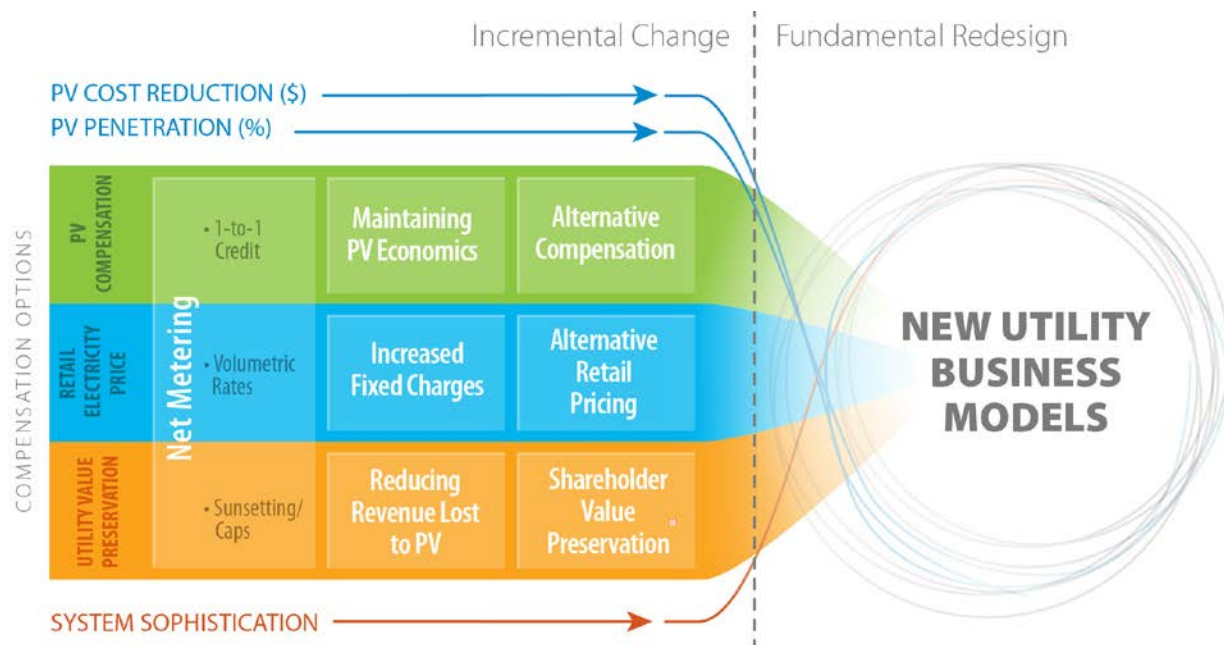 Incremental Change
Fundamental Redesign
PV COST REDUCTION ($)
PV PENETRATION (%)
COMPENSATION OPTIONS
PV
COMPENSATION
• 1-to-1
Credit
Maintaining
PV Economics
Alternative
Compensation
Net Metering
RETAIL
ELECTRICITY
PRICE
• Volumetric
Rates
Increased
Fixed Charges
Alternative
Retail
Pricing
UTILITY VALUE
PRESERVATION
• Sunsetting/
Caps
Reducing
Revenue Lost
to PV
Shareholder
Value
Preservation
NEW UTILITY
BUSINESS
MODELS
SYSTEM SOPHISTICATION